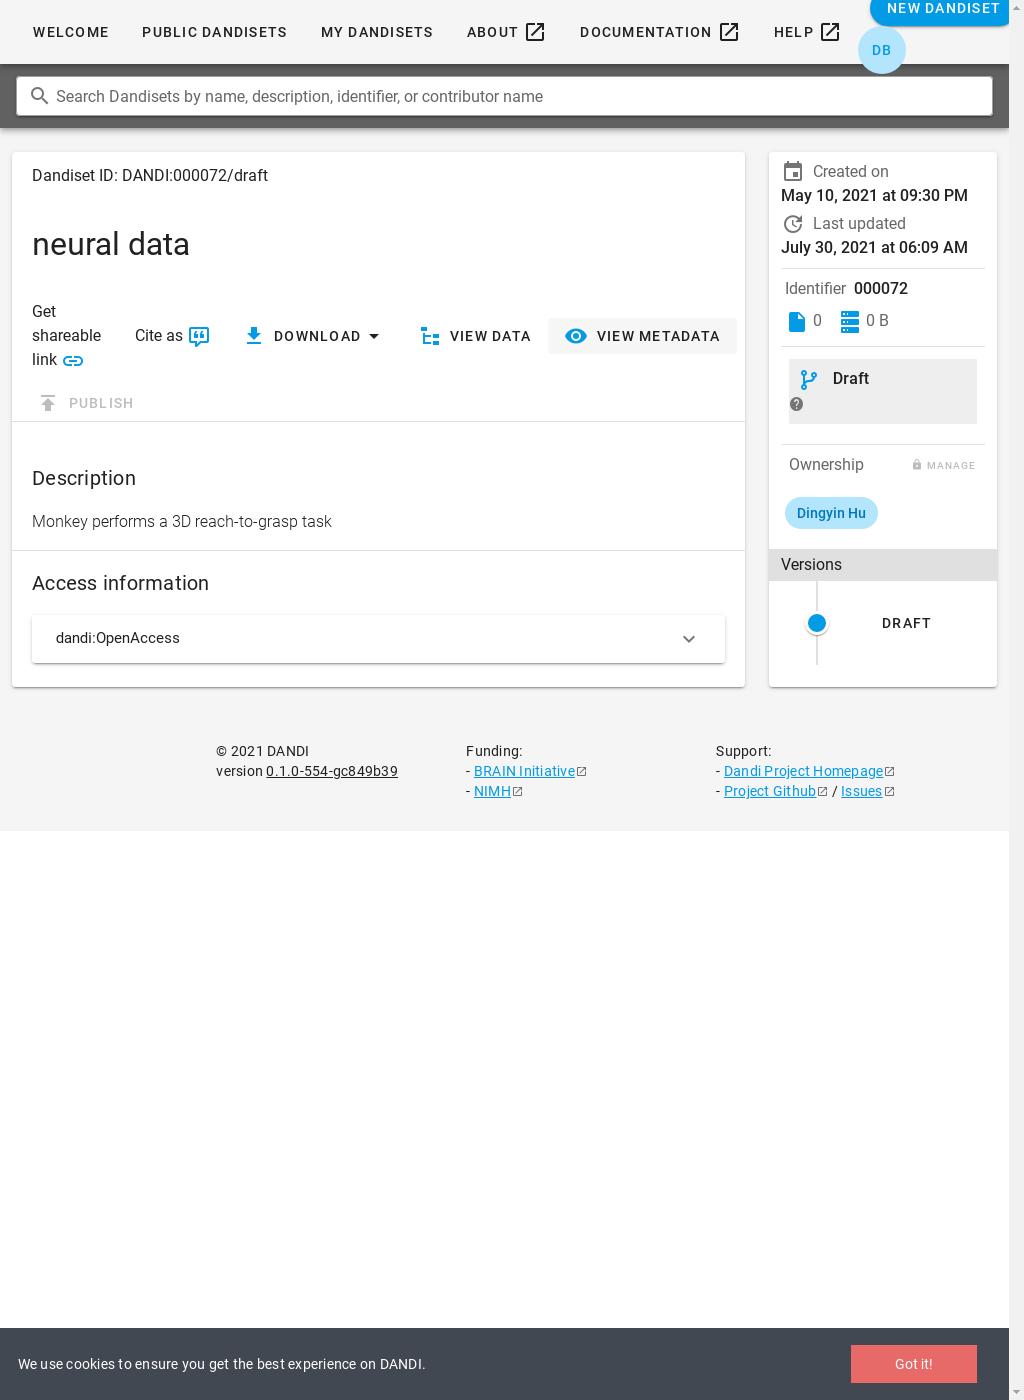 WELCOME PUBLIC DANDISETS MY DANDISETS ABOUT DOCUMENTATION HELP NEW DANDISET
DB
Search Dandisets by name, description, identifier, or contributor name
Dandiset ID: DANDI:000072/draft
neural data
Get shareable link
Cite as
DOWNLOAD
VIEW DATA
VIEW METADATA
PUBLISH
Description
Monkey performs a 3D reach-to-grasp task
Access information
dandi:OpenAccess
Created on
May 10, 2021 at 09:30 PM
Last updated
July 30, 2021 at 06:09 AM
Identifier 000072
0 0 B
Draft
Ownership MANAGE
Dingyin Hu
Versions
DRAFT
© 2021 DANDI
version 0.1.0-554-gc849b39
Funding:
- BRAIN Initiative
- NIMH
Support:
- Dandi Project Homepage
- Project Github / Issues
We use cookies to ensure you get the best experience on DANDI.
Got it!